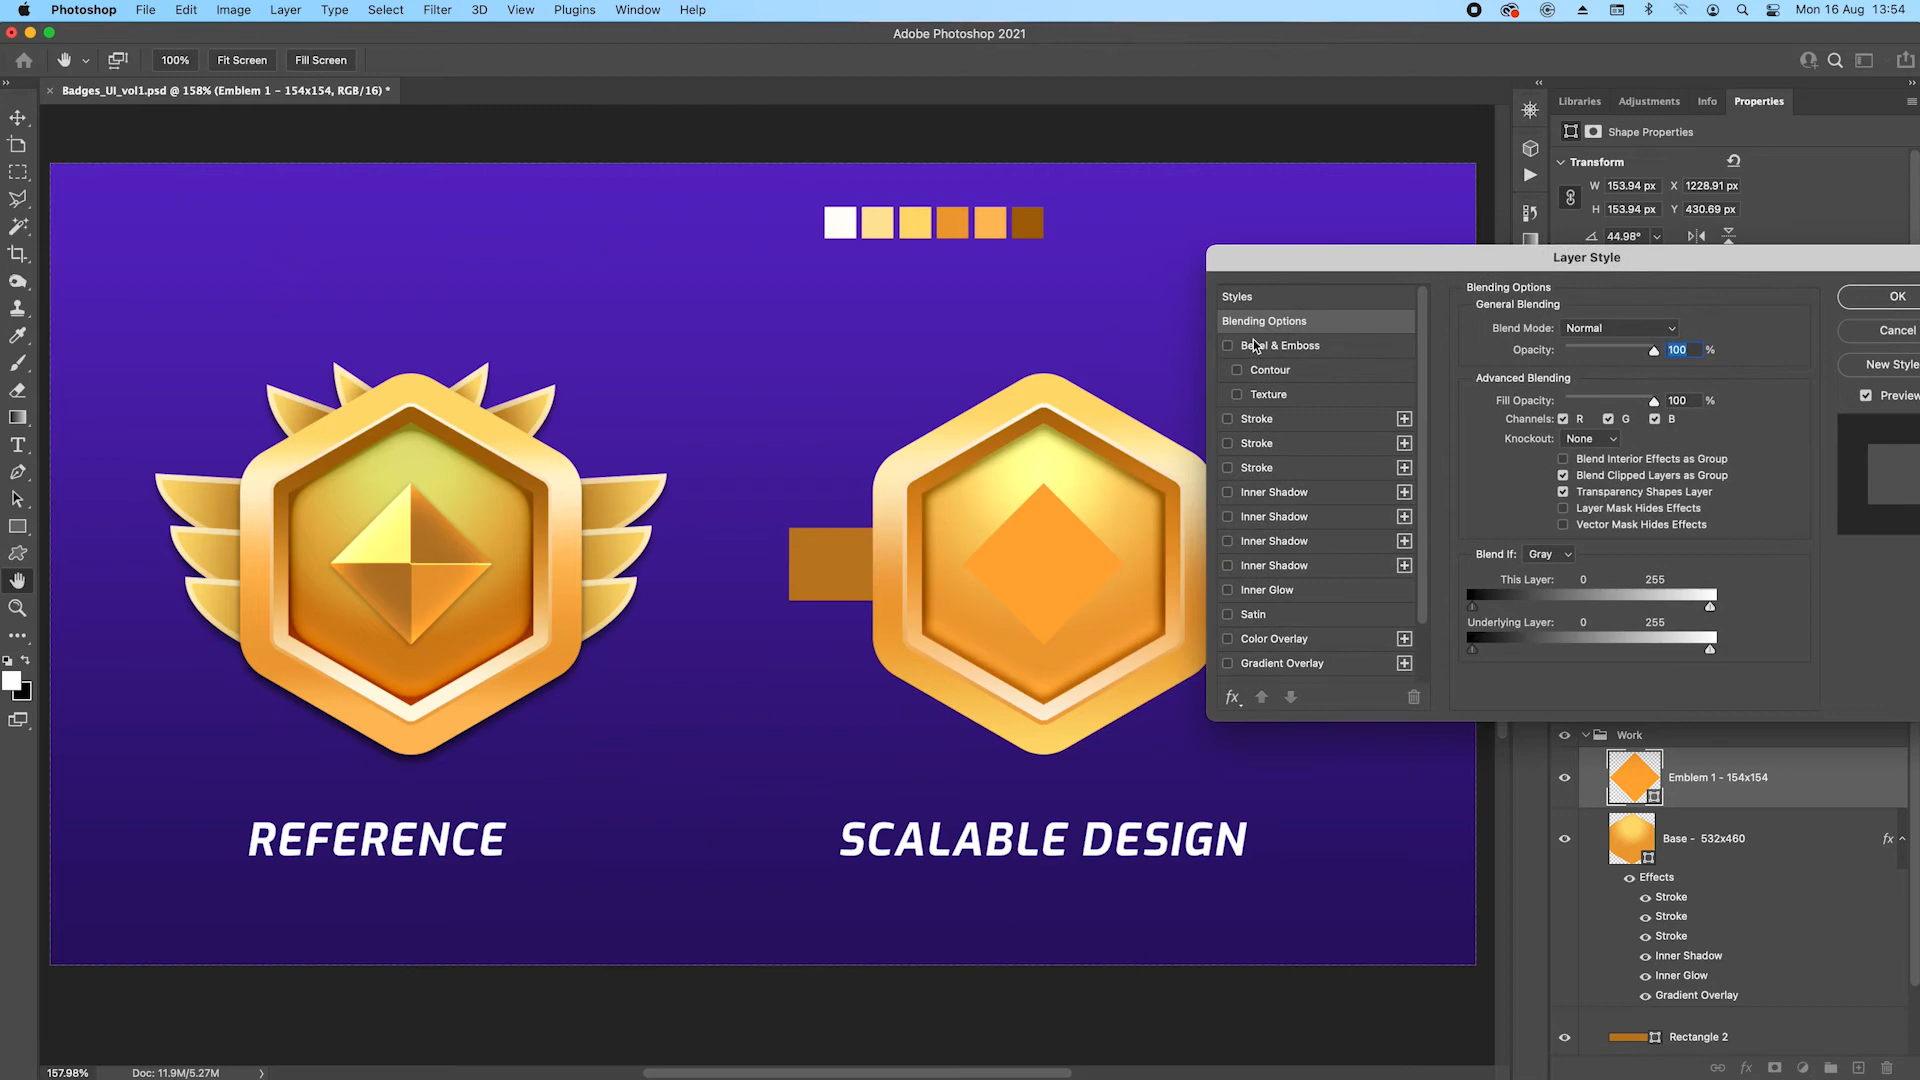 Photoshop File Edit Image Layer Type Select Filter 3D View Plugins Window Help Mon 16 Aug 13:54
Adobe Photoshop 2021
100% Fit Screen Fill Screen
Badges_UI_vol1.psd @ 158% (Emblem 1 - 154x154, RGB/16) *
Libraries Adjustments Info Properties
Shape Properties
Transform
W 153.94 px X 1228.91 px
H 153.94 px Y 430.69 px
44.98°
Layer Style
Styles
Blending Options
Bevel & Emboss
Contour
Texture
Stroke
Stroke
Stroke
Inner Shadow
Inner Shadow
Inner Shadow
Inner Shadow
Inner Glow
Satin
Color Overlay
Gradient Overlay
fx
Blending Options
General Blending
Blend Mode: Normal
Opacity: 100 %
Advanced Blending
Fill Opacity: 100 %
Channels: R G B
Knockout: None
Blend Interior Effects as Group
Blend Clipped Layers as Group
Transparency Shapes Layer
Layer Mask Hides Effects
Vector Mask Hides Effects
Blend If: Gray
This Layer: 0 255
Underlying Layer: 0 255
OK
Cancel
New Style
Preview
REFERENCE
SCALABLE DESIGN
Work
Emblem 1 - 154x154
Base - 532x460 fx
Effects
Stroke
Stroke
Stroke
Inner Shadow
Inner Glow
Gradient Overlay
Rectangle 2
fx
157.98% Doc: 11.9M/5.27M